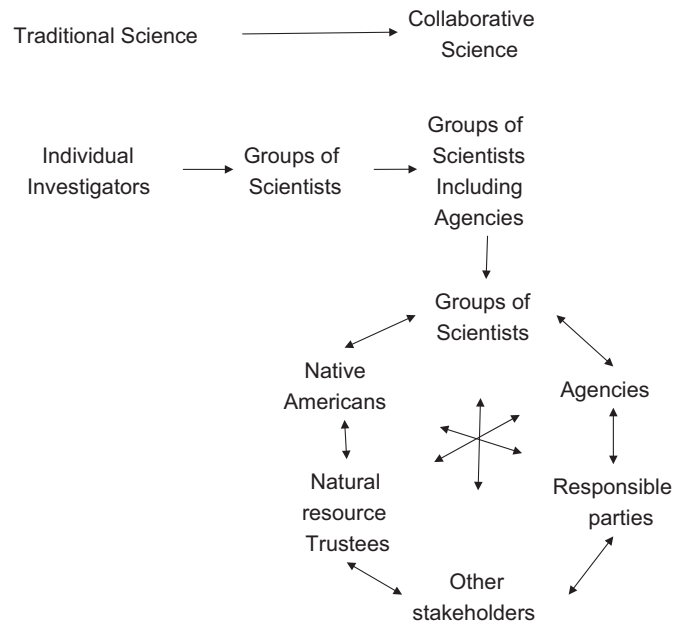 Traditional Science
Collaborative
Science
Individual
Investigators
Groups of
Scientists
Groups of
Scientists
Including
Agencies
Groups of
Scientists
Native
Americans
Agencies
Natural
resource
Trustees
Responsible
parties
Other
stakeholders